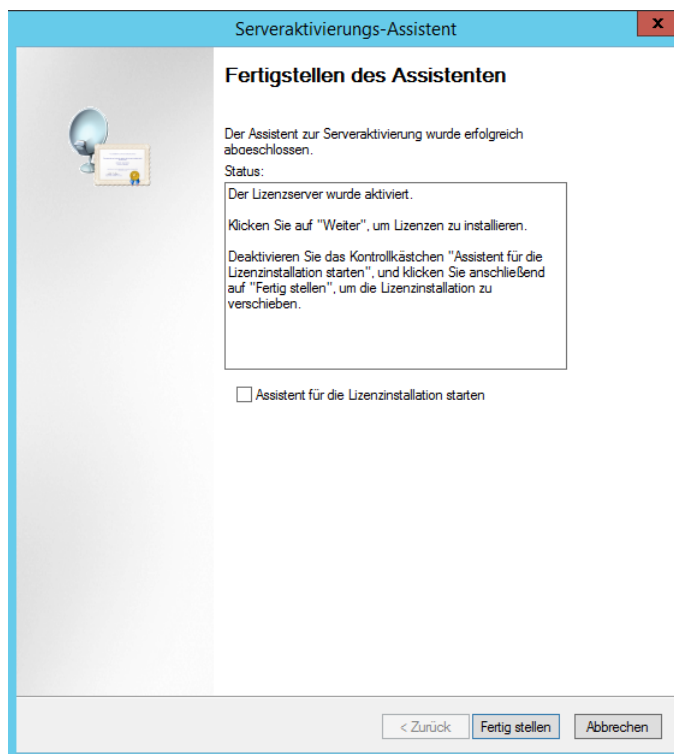 Serveraktivierungs-Assistent
x
Fertigstellen des Assistenten
Der Assistent zur Serveraktivierung wurde erfolgreich
abgeschlossen.
Status:
Der Lizenzserver wurde aktiviert.
Klicken Sie auf "Weiter", um Lizenzen zu installieren.
Deaktivieren Sie das Kontrollkästchen "Assistent für die
Lizenzinstallation starten", und klicken Sie anschließend
auf "Fertig stellen", um die Lizenzinstallation zu
verschieben.
Assistent für die Lizenzinstallation starten
< Zurück
Fertig stellen
Abbrechen